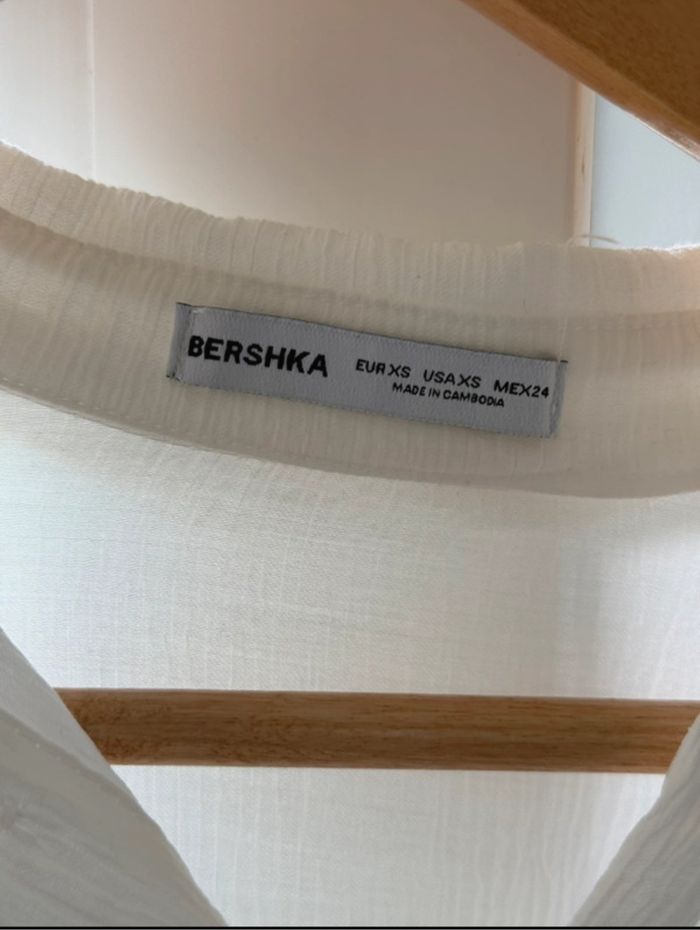 BERSHKA
EUR XS USA XS MEX 24
MADE IN CAMBODIA